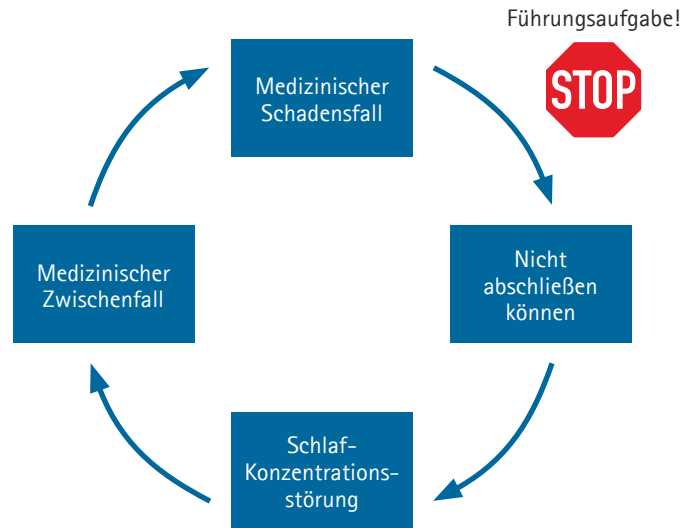 Führungsaufgabe!
STOP
Medizinischer
Schadensfall
Nicht
abschließen
können
Schlaf-
Konzentrations-
störung
Medizinischer
Zwischenfall